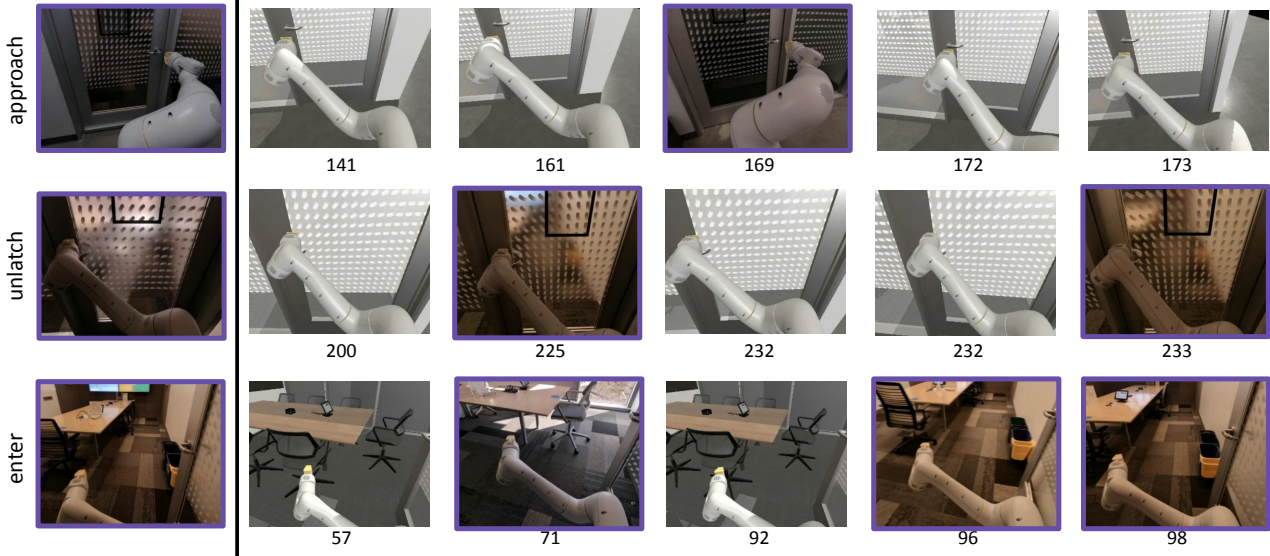 approach
141 161 169 172 173
unlatch
200 225 232 232 233
enter
57 71 92 96 98